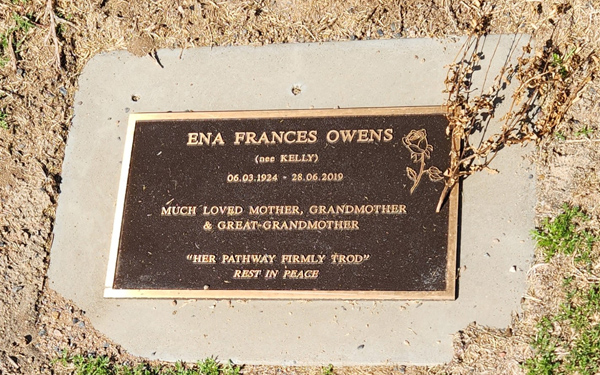 ENA FRANCES OWENS
(nee KELLY)
06.03.1924 - 28.06.2019
MUCH LOVED MOTHER, GRANDMOTHER
& GREAT-GRANDMOTHER
"HER PATHWAY FIRMLY TROD"
REST IN PEACE